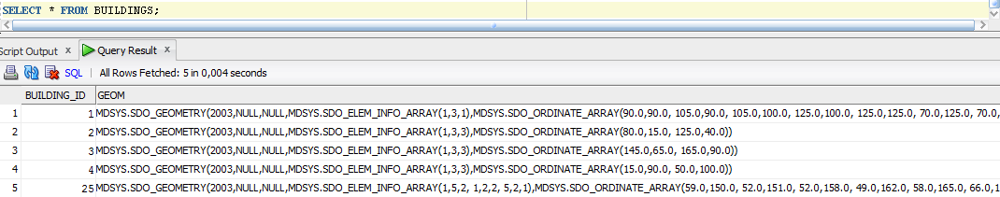 SELECT * FROM BUILDINGS;
Script Output x Query Result x
SQL | All Rows Fetched: 5 in 0,004 seconds
BUILDING_ID GEOM
1 1 MDSYS.SDO_GEOMETRY(2003,NULL,NULL,MDSYS.SDO_ELEM_INFO_ARRAY(1,3,1),MDSYS.SDO_ORDINATE_ARRAY(90.0,90.0, 105.0,90.0, 105.0,100.0, 125.0,100.0, 125.0,125.0, 70.0,125.0, 70.0,
2 2 MDSYS.SDO_GEOMETRY(2003,NULL,NULL,MDSYS.SDO_ELEM_INFO_ARRAY(1,3,3),MDSYS.SDO_ORDINATE_ARRAY(80.0,15.0, 125.0,40.0))
3 3 MDSYS.SDO_GEOMETRY(2003,NULL,NULL,MDSYS.SDO_ELEM_INFO_ARRAY(1,3,3),MDSYS.SDO_ORDINATE_ARRAY(145.0,65.0, 165.0,90.0))
4 4 MDSYS.SDO_GEOMETRY(2003,NULL,NULL,MDSYS.SDO_ELEM_INFO_ARRAY(1,3,3),MDSYS.SDO_ORDINATE_ARRAY(15.0,90.0, 50.0,100.0))
5 25 MDSYS.SDO_GEOMETRY(2003,NULL,NULL,MDSYS.SDO_ELEM_INFO_ARRAY(1,5,2, 1,2,2, 5,2,1),MDSYS.SDO_ORDINATE_ARRAY(59.0,150.0, 52.0,151.0, 52.0,158.0, 49.0,162.0, 58.0,165.0, 66.0,1